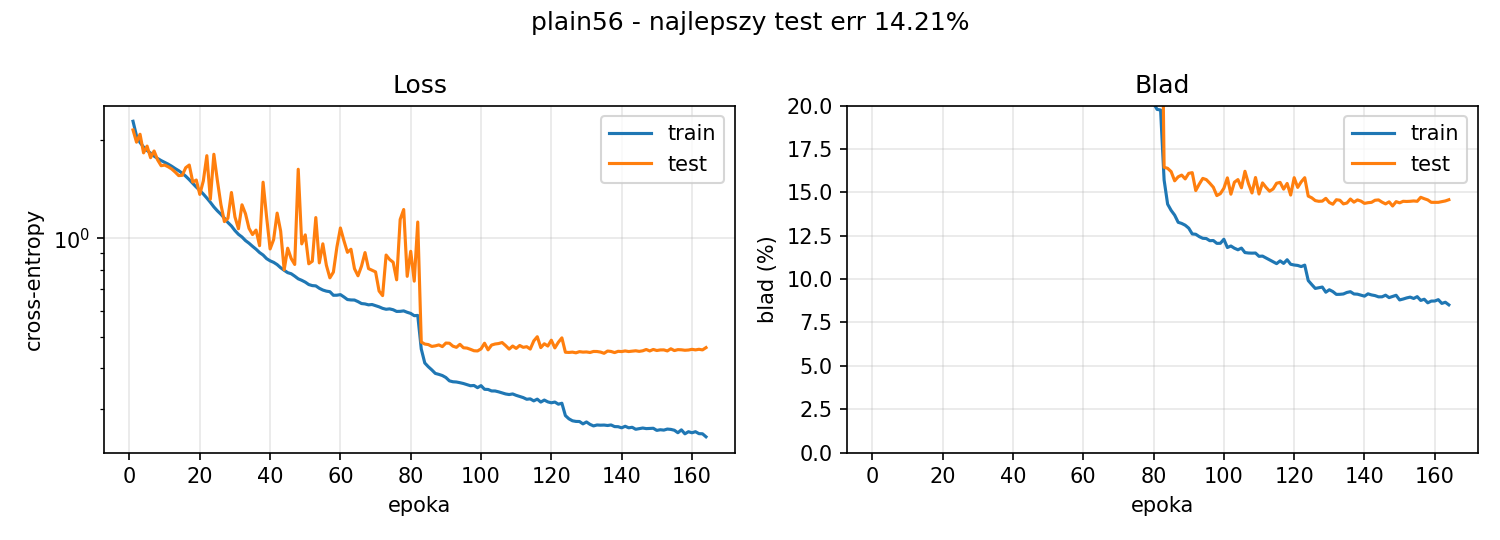 plain56 - najlepszy test err 14.21%
Loss
train
test
10⁰
cross-entropy
0 20 40 60 80 100 120 140 160
epoka
Blad
train
test
20.0
17.5
15.0
12.5
10.0
7.5
5.0
2.5
0.0
blad (%)
0 20 40 60 80 100 120 140 160
epoka